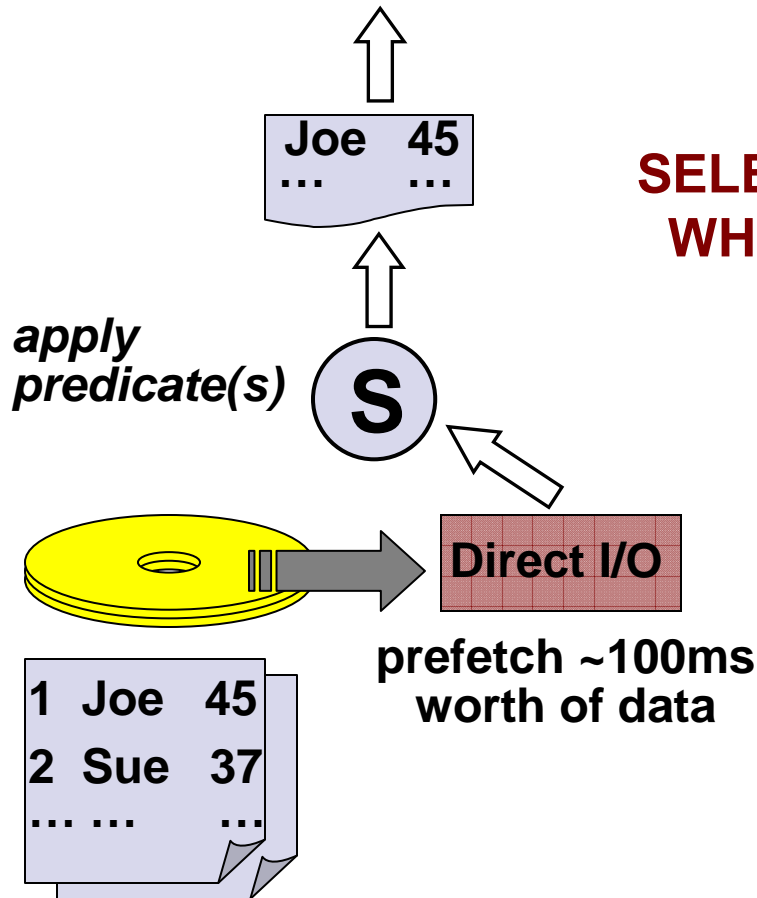 Joe 45
... ...
SELE
WH
apply
predicate(s)
S
Direct I/O
prefetch ~100ms
worth of data
1 Joe 45
2 Sue 37
... ... ...